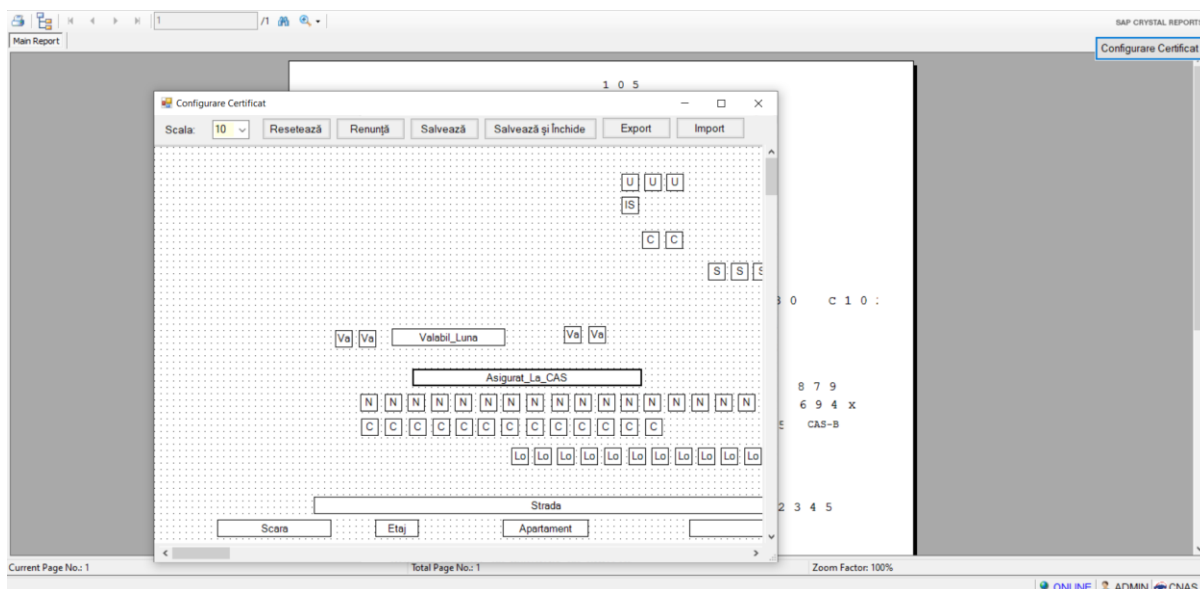 1 /1 SAP CRYSTAL REPORTS
Main Report
Configurare Certificat
1 0 5
Configurare Certificat
Scala: 10 Resetează Renunță Salvează Salvează și Închide Export Import
U U U
IS
C C
S S S
3 0 C 1 0 :
Va Va Valabil_Luna Va Va
Asigurat_La_CAS
8 7 9
N N N N N N N N N N N N N N N N N
6 9 4 X
C C C C C C C C C C C C C
CAS-B
Lo Lo Lo Lo Lo Lo Lo Lo Lo Lo Lo
Strada
2 3 4 5
Scara Etaj Apartament
Current Page No.: 1 Total Page No.: 1 Zoom Factor: 100%
ONLINE ADMIN CNAS